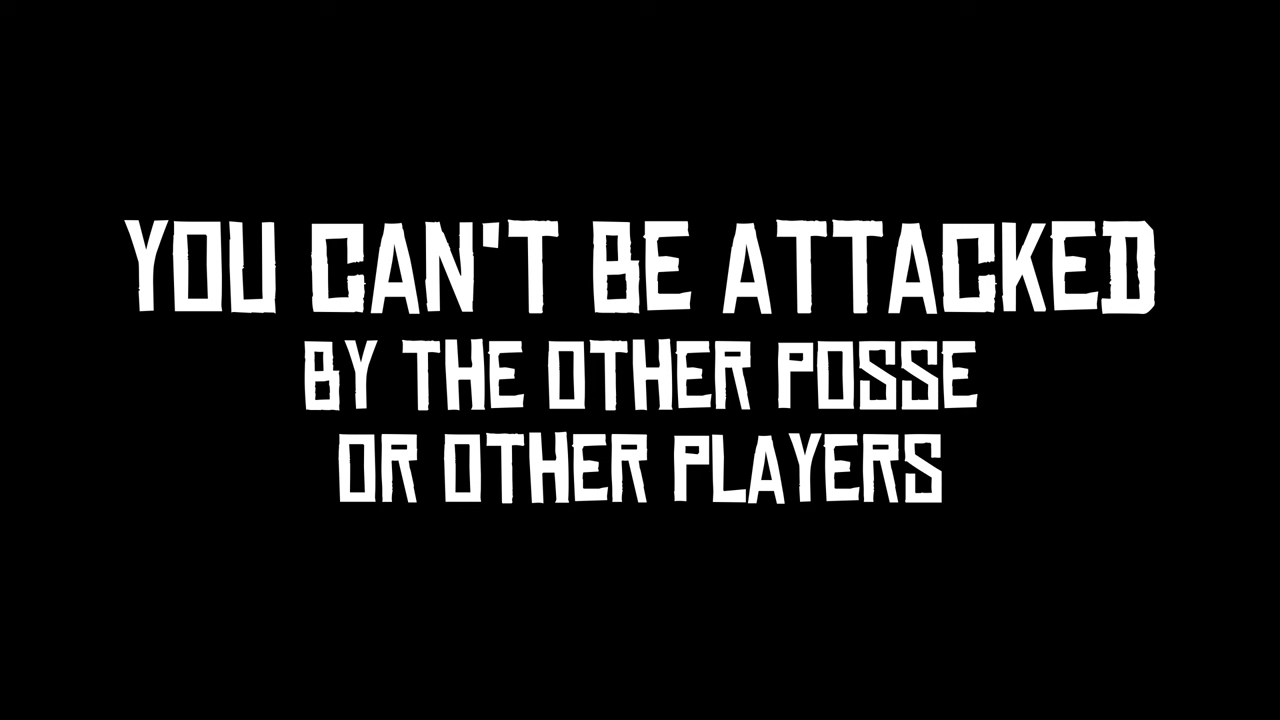 YOU CAN'T BE ATTACKED
BY THE OTHER POSSE
OR OTHER PLAYERS